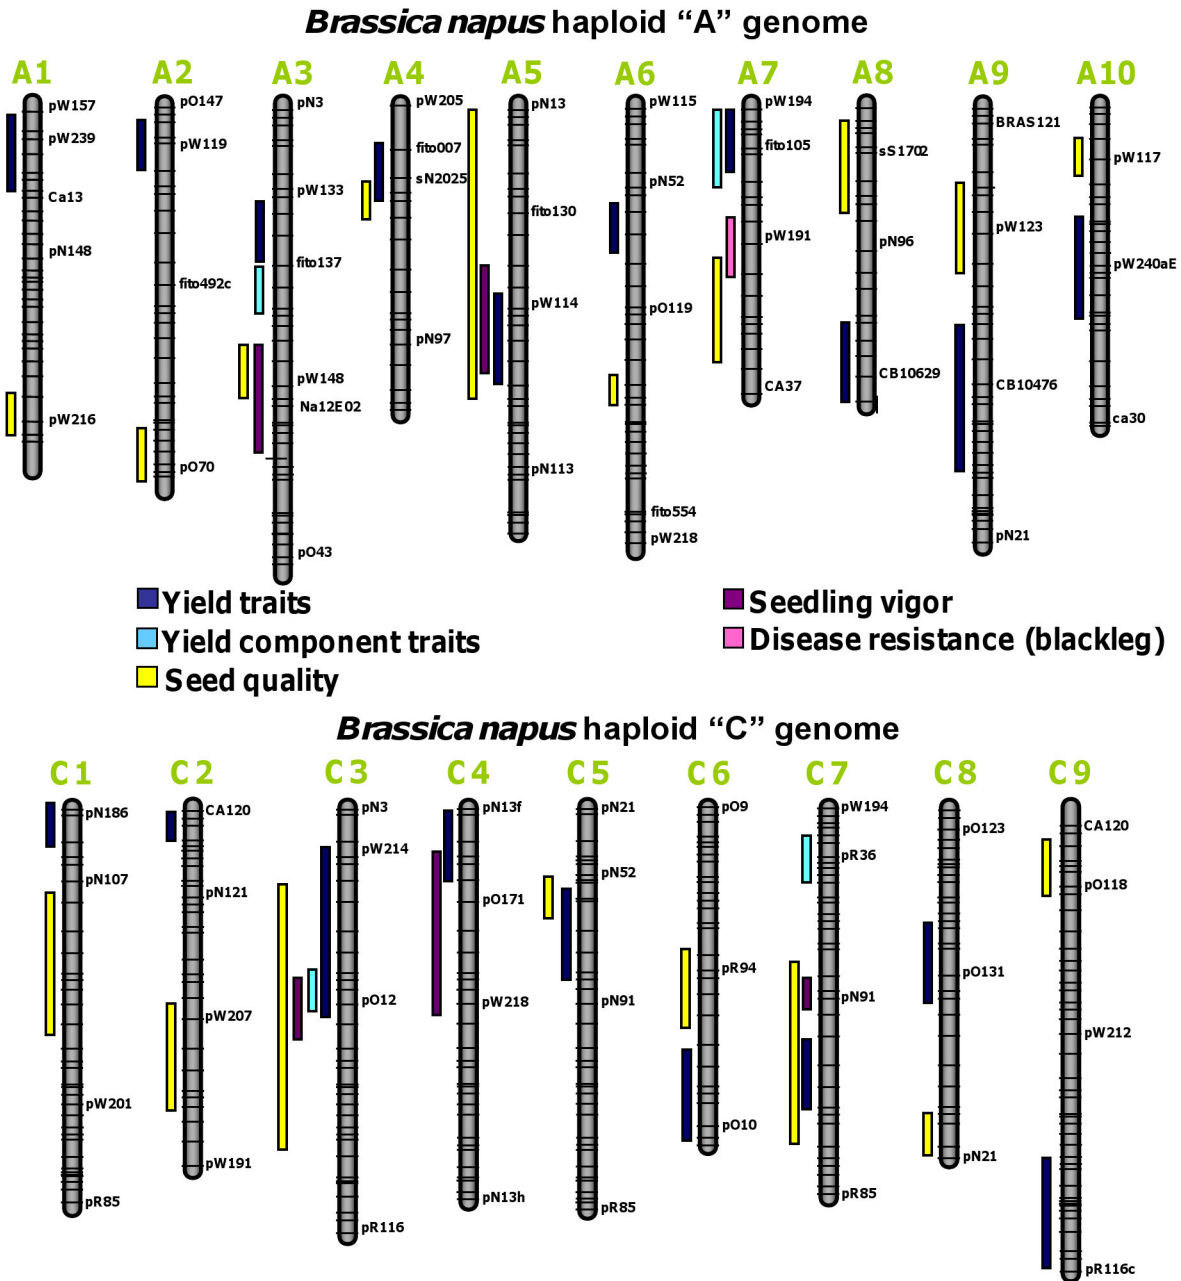 Brassica napus haploid “A” genome
A1 A2 A3 A4 A5 A6 A7 A8 A9 A10
pW157
pW239
Ca13
pN148
pW216
pO147
pW119
fito492c
pO70
pN3
pW133
fito137
pW148
Na12E02
pO43
pW205
fito007
sN2025
pN97
pN13
fito130
pW114
pN113
pW115
pN52
pO119
fito554
pW218
pW194
fito105
pW191
CA37
sS1702
pN96
CB10629
BRAS121
pW123
CB10476
pN21
pW117
pW240aE
ca30
Yield traits
Yield component traits
Seed quality
Seedling vigor
Disease resistance (blackleg)
Brassica napus haploid “C” genome
C1 C2 C3 C4 C5 C6 C7 C8 C9
pN186
pN107
pW201
pR85
CA120
pN121
pW207
pW191
pN3
pW214
pO12
pR116
pN13f
pO171
pW218
pN13h
pN21
pN52
pN91
pR85
pO9
pR94
pO10
pW194
pR36
pN91
pR85
pO123
pO131
pN21
CA120
pO118
pW212
pR116c